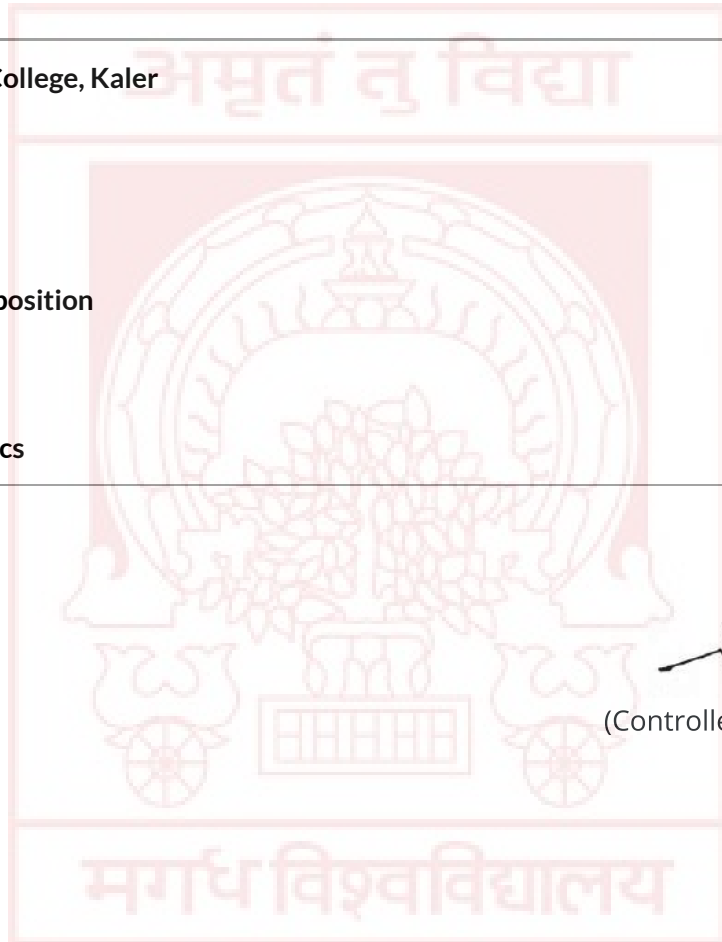 अमृतं तु विद्या
College, Kaler
position
cs
(Controlle
मगध विश्वविद्यालय